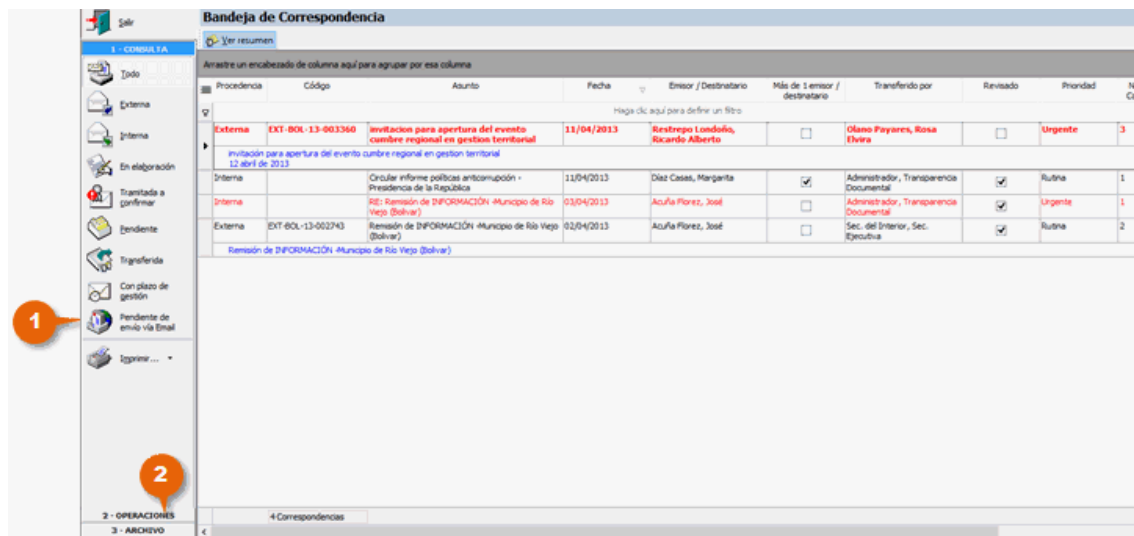 Salir
1 - CONSULTA
Todo
Externa
Interna
En elaboración
Tramitada a
confirmar
Pendiente
Transferida
Con plazo de
gestión
1
Pendiente de
envío vía Email
Imprimir...
2
2 - OPERACIONES
3 - ARCHIVO
Bandeja de Correspondencia
Ver resumen
Arrastre un encabezado de columna aquí para agrupar por esa columna
Procedencia Código Asunto Fecha Emisor / Destinatario Más de 1 emisor / Transferido por Revisado Prioridad N
destinatario C
Haga clic aquí para definir un filtro
Externa EXT-BOL-13-003360 invitacion para apertura del evento 11/04/2013 Restrepo Londoño, Olano Payares, Rosa Urgente 3
cumbre regional en gestion territorial Ricardo Alberto Elvira
invitación para apertura del evento cumbre regional en gestion territorial
12 abril de 2013
Interna Circular informe políticas anticorrupción - 11/04/2013 Díaz Casas, Margarita Administrador, Transparencia Rutina 1
Presidencia de la República Documental
Interna RE: Remisión de INFORMACIÓN -Municipio de Río 03/04/2013 Acuña Florez, José Administrador, Transparencia Urgente 1
Viejo (Bolivar) Documental
Externa EXT-BOL-13-002743 Remisión de INFORMACIÓN -Municipio de Río Viejo 02/04/2013 Acuña Florez, José Sec. del Interior, Sec. Rutina 2
(Bolivar) Ejecutiva
Remisión de INFORMACIÓN -Municipio de Río Viejo (Bolivar)
4 Correspondencias